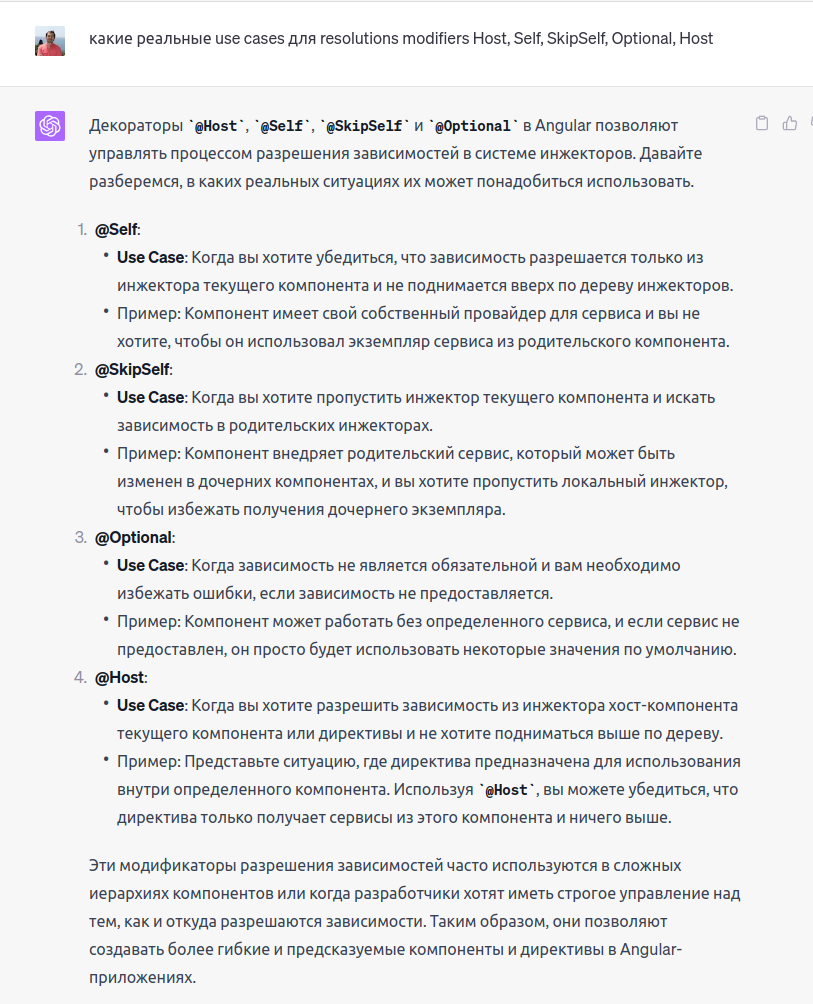 какие реальные use cases для resolutions modifiers Host, Self, SkipSelf, Optional, Host
Декораторы `@Host`, `@Self`, `@SkipSelf` и `@Optional` в Angular позволяют
управлять процессом разрешения зависимостей в системе инжекторов. Давайте
разберемся, в каких реальных ситуациях их может понадобиться использовать.
1. @Self:
• Use Case: Когда вы хотите убедиться, что зависимость разрешается только из
инжектора текущего компонента и не поднимается вверх по дереву инжекторов.
• Пример: Компонент имеет свой собственный провайдер для сервиса и вы не
хотите, чтобы он использовал экземпляр сервиса из родительского компонента.
2. @SkipSelf:
• Use Case: Когда вы хотите пропустить инжектор текущего компонента и искать
зависимость в родительских инжекторах.
• Пример: Компонент внедряет родительский сервис, который может быть
изменен в дочерних компонентах, и вы хотите пропустить локальный инжектор,
чтобы избежать получения дочернего экземпляра.
3. @Optional:
• Use Case: Когда зависимость не является обязательной и вам необходимо
избежать ошибки, если зависимость не предоставляется.
• Пример: Компонент может работать без определенного сервиса, и если сервис не
предоставлен, он просто будет использовать некоторые значения по умолчанию.
4. @Host:
• Use Case: Когда вы хотите разрешить зависимость из инжектора хост-компонента
текущего компонента или директивы и не хотите подниматься выше по дереву.
• Пример: Представьте ситуацию, где директива предназначена для использования
внутри определенного компонента. Используя `@Host`, вы можете убедиться, что
директива только получает сервисы из этого компонента и ничего выше.
Эти модификаторы разрешения зависимостей часто используются в сложных
иерархиях компонентов или когда разработчики хотят иметь строгое управление над
тем, как и откуда разрешаются зависимости. Таким образом, они позволяют
создавать более гибкие и предсказуемые компоненты и директивы в Angular-
приложениях.